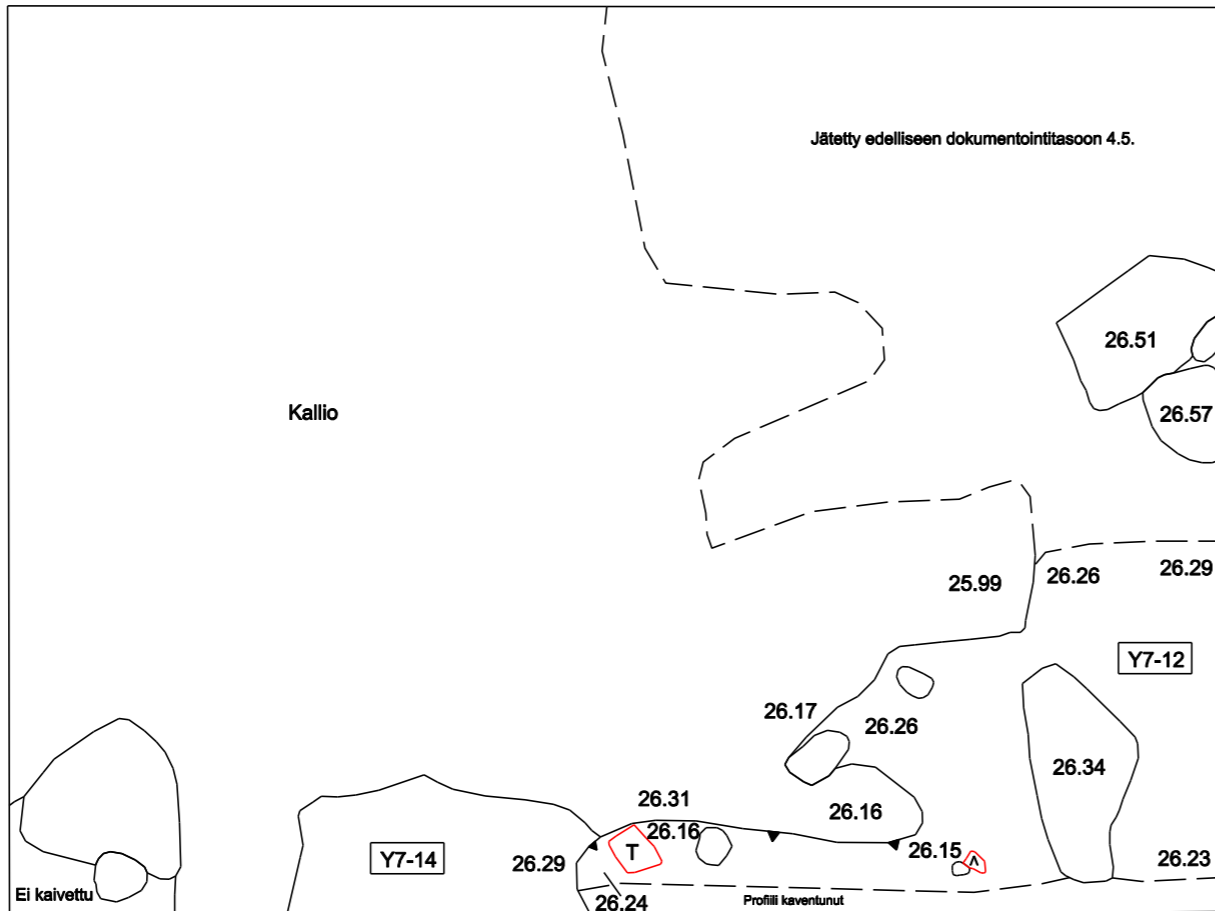 Jätetty edelliseen dokumentointitasoon 4.5.
26.51
Kallio
26.57
25.99
26.26
26.29
Y7-12
26.17
26.26
26.34
26.31
26.16
26.16
T
26.29
Y7-14
26.15
^
26.23
Ei kaivettu
26.24
Profiili kaventunut